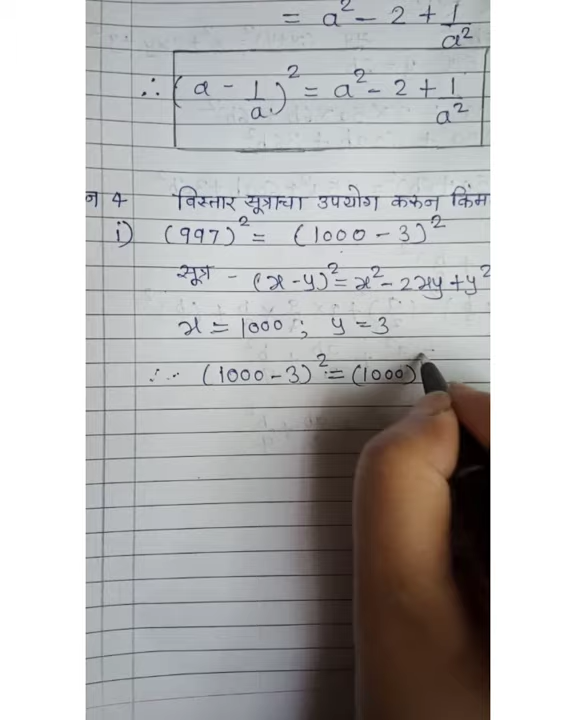 = a² - 2 + 1/a²
∴ (a - 1/a)² = a² - 2 + 1/a²
न 4 विस्तार सूत्राचा उपयोग करून किंम
i) (997)² = (1000 - 3)²
सूत्र - (x - y)² = x² - 2xy + y²
x = 1000 ; y = 3
∴ (1000 - 3)² = (1000)